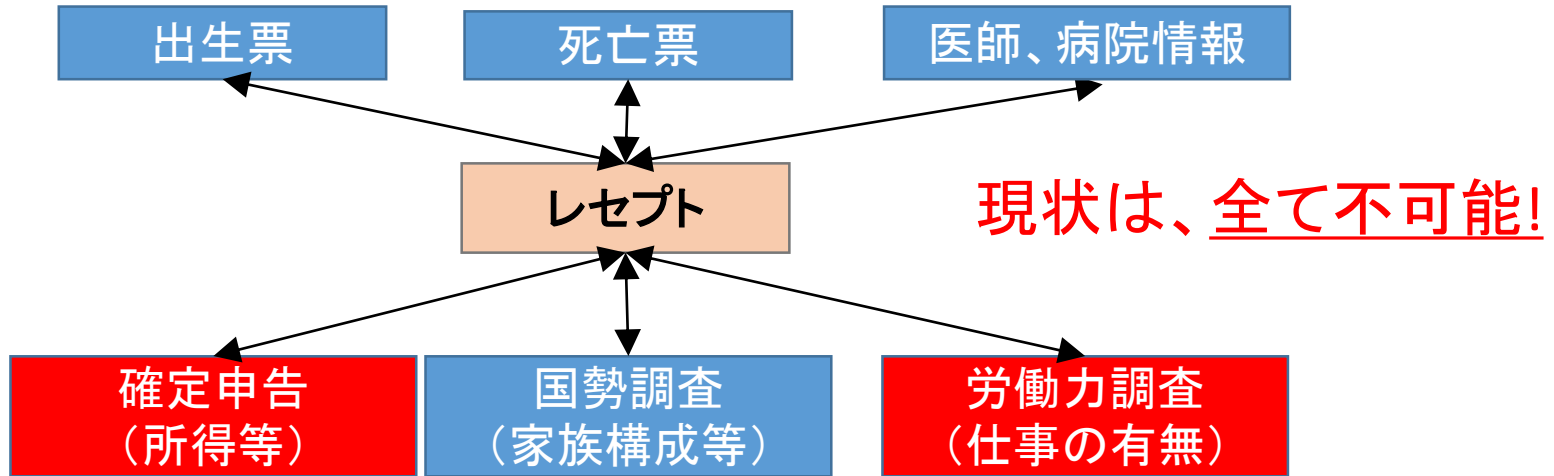 出生票
死亡票
医師、病院情報
レセプト
現状は、全て不可能!
確定申告
（所得等）
国勢調査
（家族構成等）
労働力調査
（仕事の有無）